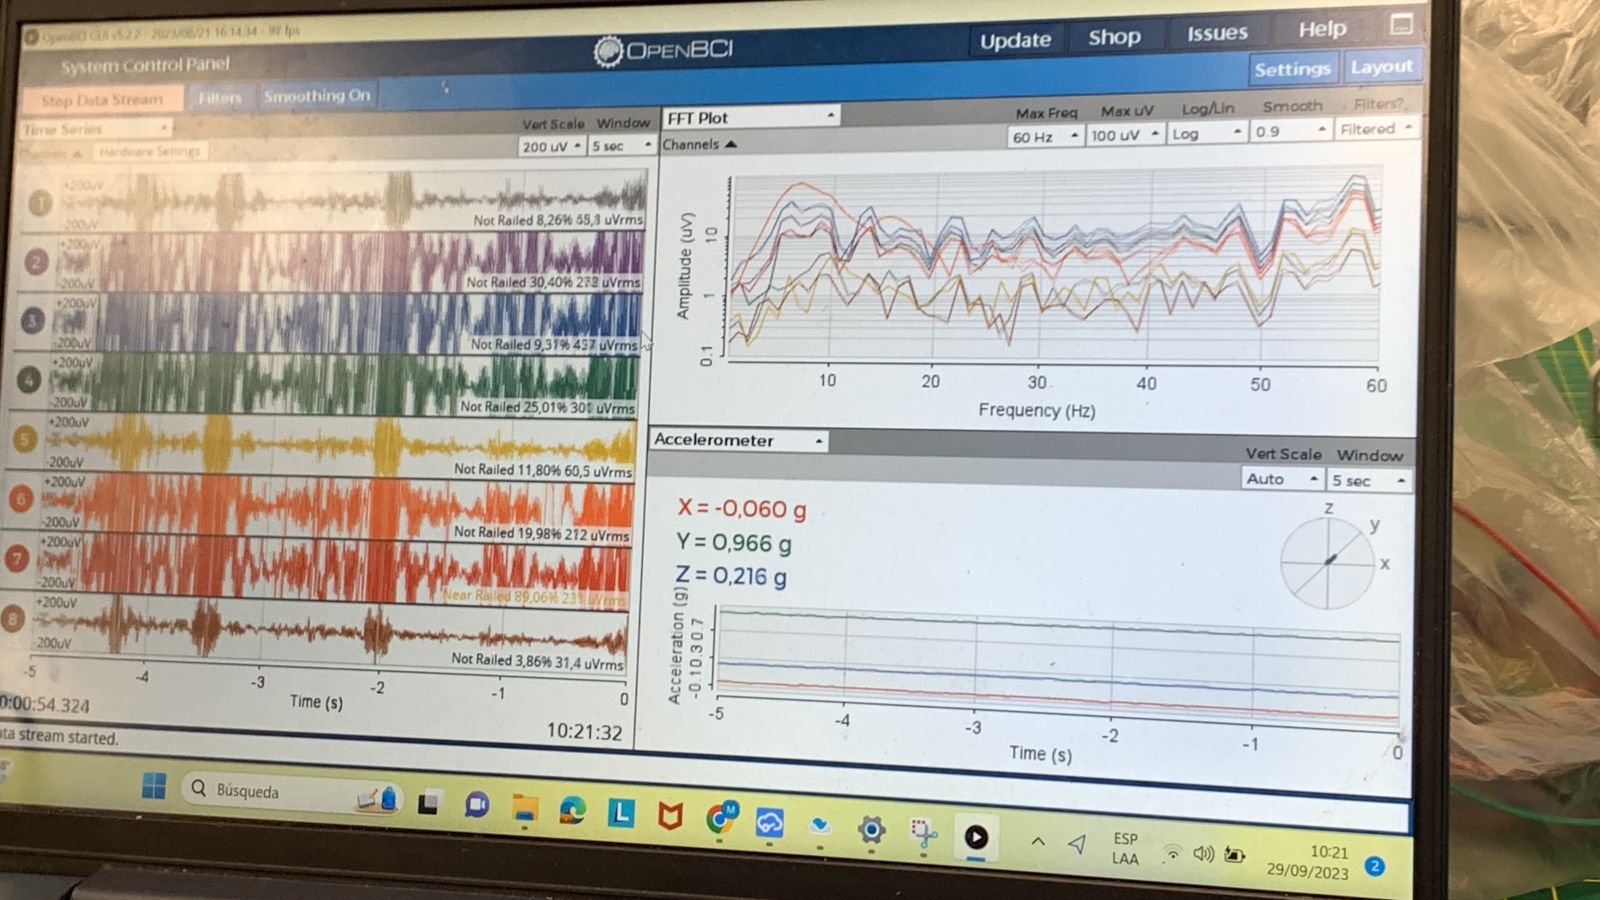 OpenBCI GUI v5.2.2 - 2023/08/21 16:14:14 - 97 fps
OPENBCI
Update Shop Issues Help
System Control Panel
Settings Layout
Stop Data Stream Filters Smoothing On
Time Series
Vert Scale Window
Channels Hardware Settings
200 uV 5 sec
1 +200uV
-200uV
Not Railed 8,26% uVrms
2 +200uV
-200uV
Not Railed 30,40% uVrms
3 +200uV
-200uV
Not Railed 9,31% uVrms
4 +200uV
-200uV
Not Railed 25,01% uVrms
5 +200uV
-200uV
Not Railed 11,80% 60,5 uVrms
6 +200uV
-200uV
Not Railed 19,98% 212 uVrms
7 +200uV
-200uV
Near Railed 89,06% uVrms
8 +200uV
-200uV
Not Railed 3,86% 31,4 uVrms
-5 -4 -3 -2 -1 0
Time (s)
0:00:54.324
10:21:32
ata stream started.
FFT Plot
Max Freq Max uV Log/Lin Smooth Filters?
60 Hz 100 uV Log 0.9 Filtered
Channels
Amplitude (uV)
10
1
0.1
10 20 30 40 50 60
Frequency (Hz)
Accelerometer
Vert Scale Window
Auto 5 sec
X = -0,060 g
Y = 0,966 g
Z = 0,216 g
Z
y
x
Acceleration (g)
-0.1 0.3 0.7
-5 -4 -3 -2 -1 0
Time (s)
Búsqueda
L
M
ESP
LAA
10:21
29/09/2023
2